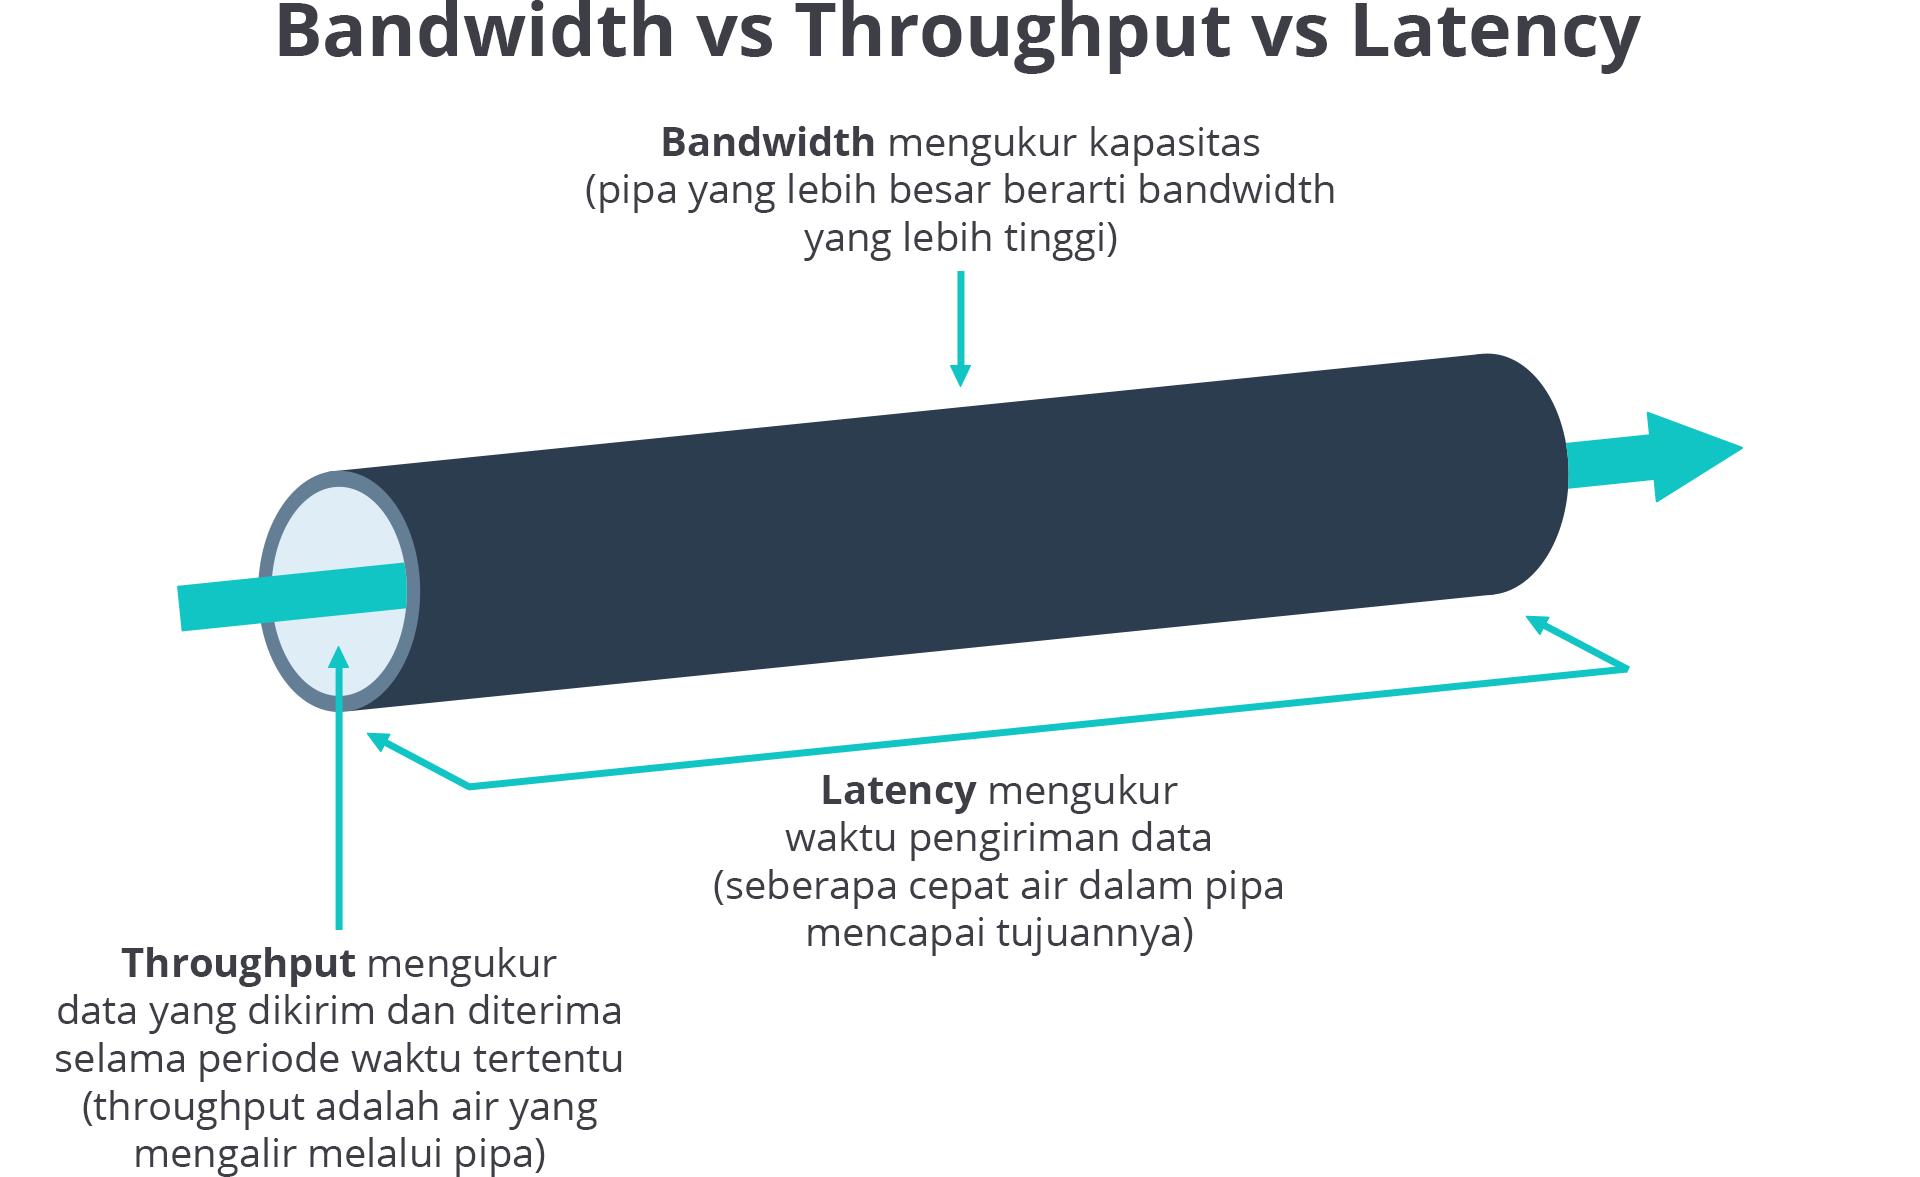 Bandwidth vs Throughput vs Latency
Bandwidth mengukur kapasitas
(pipa yang lebih besar berarti bandwidth
yang lebih tinggi)
Latency mengukur
waktu pengiriman data
(seberapa cepat air dalam pipa
mencapai tujuannya)
Throughput mengukur
data yang dikirim dan diterima
selama periode waktu tertentu
(throughput adalah air yang
mengalir melalui pipa)